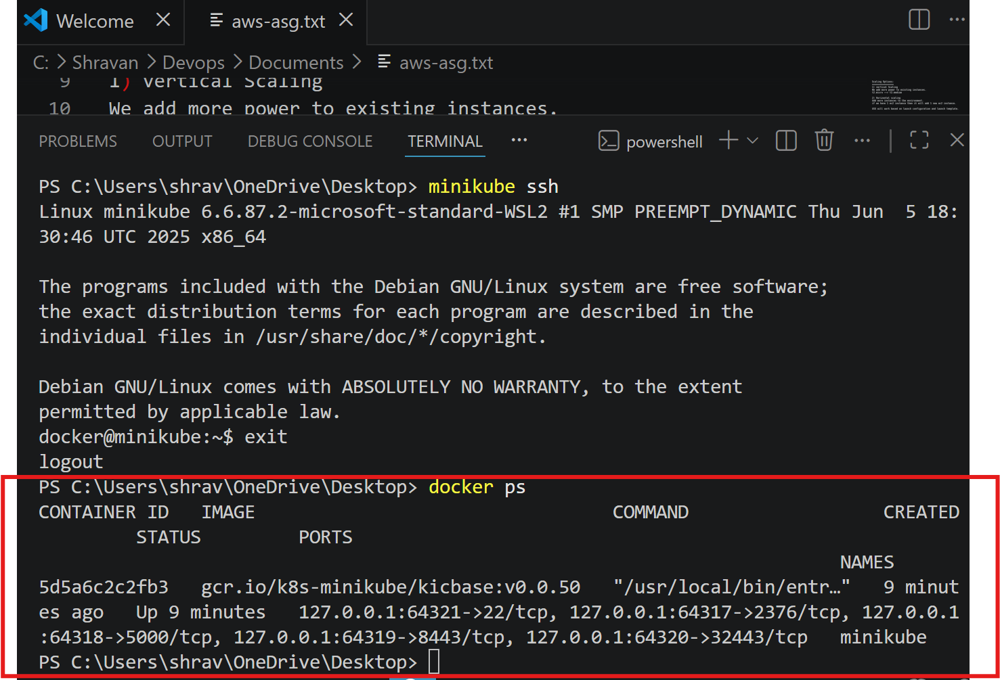 Welcome
aws-asg.txt
C: > Shravan > Devops > Documents > aws-asg.txt
9 1) Vertical Scaling
10 We add more power to existing instances.
PROBLEMS OUTPUT DEBUG CONSOLE TERMINAL ··· powershell
PS C:\Users\shrav\OneDrive\Desktop> minikube ssh
Linux minikube 6.6.87.2-microsoft-standard-WSL2 #1 SMP PREEMPT_DYNAMIC Thu Jun  5 18:
30:46 UTC 2025 x86_64
The programs included with the Debian GNU/Linux system are free software;
the exact distribution terms for each program are described in the
individual files in /usr/share/doc/*/copyright.
Debian GNU/Linux comes with ABSOLUTELY NO WARRANTY, to the extent
permitted by applicable law.
docker@minikube:~$ exit
logout
PS C:\Users\shrav\OneDrive\Desktop> docker ps
CONTAINER ID   IMAGE                                 COMMAND                  CREATED
         STATUS         PORTS
                                                                          NAMES
5d5a6c2c2fb3   gcr.io/k8s-minikube/kicbase:v0.0.50   "/usr/local/bin/entr…"   9 minut
es ago   Up 9 minutes   127.0.0.1:64321->22/tcp, 127.0.0.1:64317->2376/tcp, 127.0.0.1
:64318->5000/tcp, 127.0.0.1:64319->8443/tcp, 127.0.0.1:64320->32443/tcp   minikube
PS C:\Users\shrav\OneDrive\Desktop>